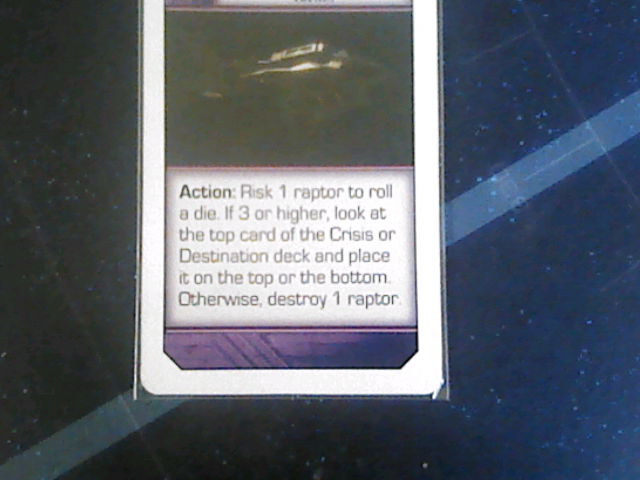 Action: Risk 1 raptor to roll
a die. If 3 or higher, look at
the top card of the Crisis or
Destination deck and place
it on the top or the bottom.
Otherwise, destroy 1 raptor.